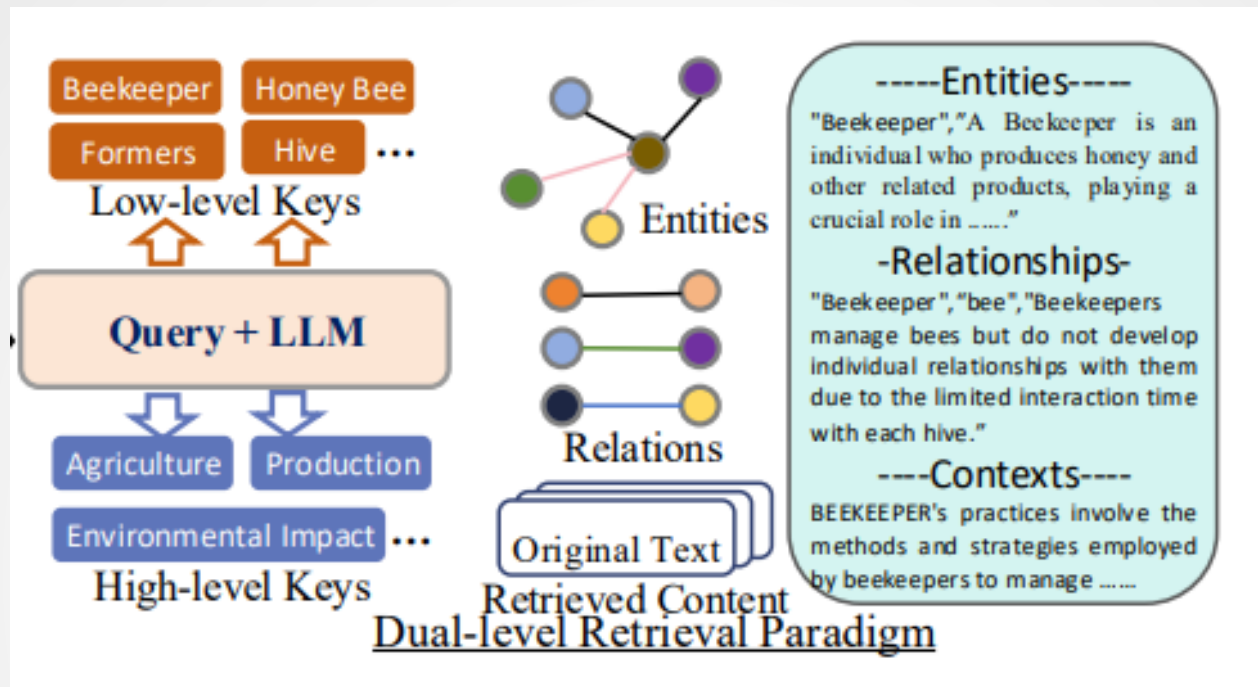 Beekeeper
Honey Bee
Formers
Hive
...
Low-level Keys
Query + LLM
Agriculture
Production
Environmental Impact
...
High-level Keys
Entities
Relations
Original Text
Retrieved Content
-----Entities-----
"Beekeeper","A Beekeeper is an
individual who produces honey and
other related products, playing a
crucial role in ......"
-Relationships-
"Beekeeper","bee","Beekeepers
manage bees but do not develop
individual relationships with them
due to the limited interaction time
with each hive."
----Contexts----
BEEKEEPER's practices involve the
methods and strategies employed
by beekeepers to manage ......
Dual-level Retrieval Paradigm